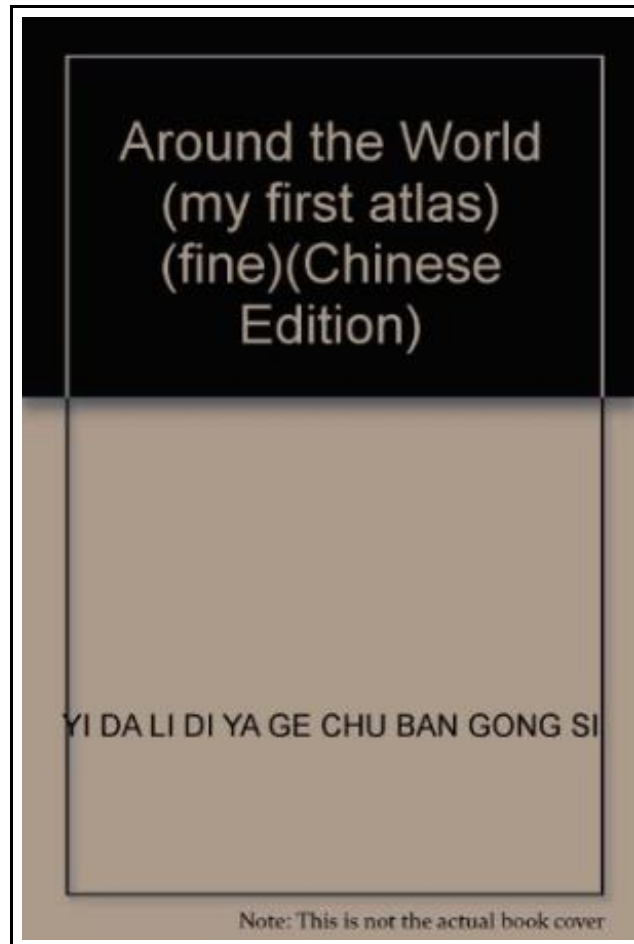 Around the World
(my first atlas)
(fine)(Chinese
Edition)
YI DA LI DI YA GE CHU BAN GONG SI
Note: This is not the actual book cover